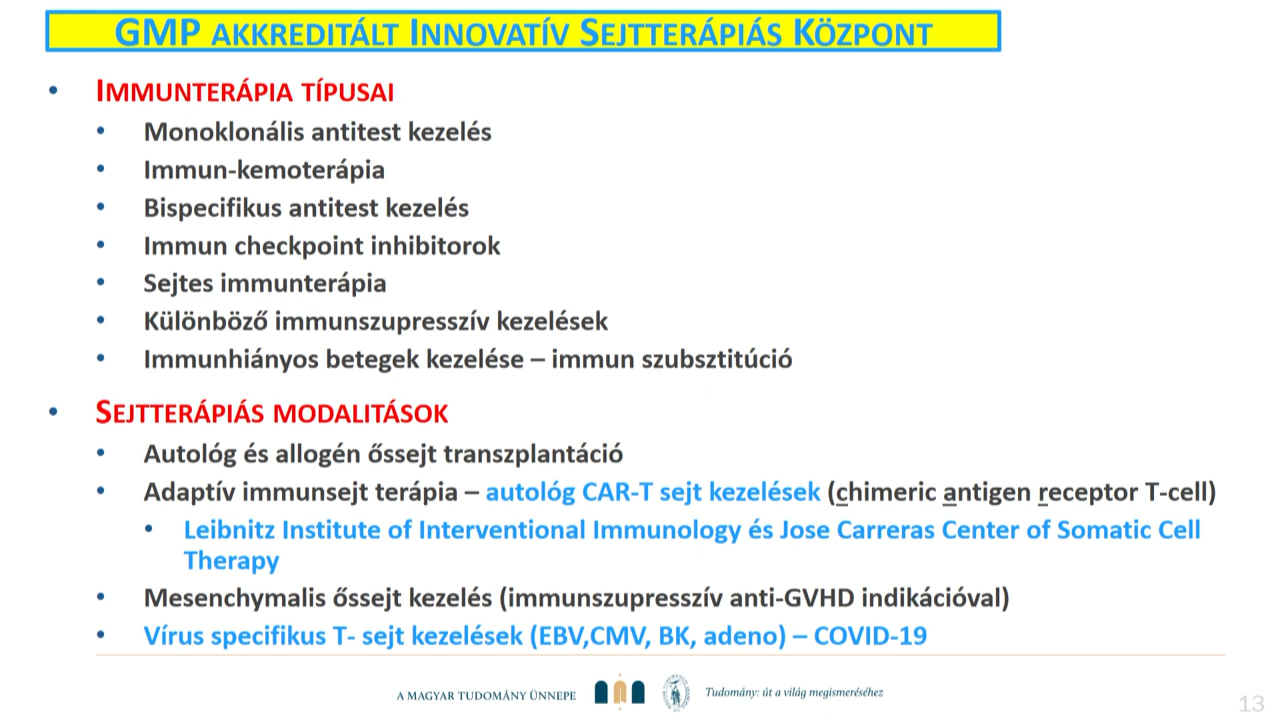 GMP AKKREDITÁLT INNOVATÍV SEJTTERÁPIÁS KÖZPONT
• IMMUNTERÁPIA TÍPUSAI
• Monoklonális antitest kezelés
• Immun-kemoterápia
• Bispecifikus antitest kezelés
• Immun checkpoint inhibitorok
• Sejtes immunterápia
• Különböző immunszupresszív kezelések
• Immunhiányos betegek kezelése – immun szubsztitúció
• SEJTTERÁPIÁS MODALITÁSOK
• Autológ és allogén őssejt transzplantáció
• Adaptív immunsejt terápia – autológ CAR-T sejt kezelések (chimeric antigen receptor T-cell)
• Leibnitz Institute of Interventional Immunology és Jose Carreras Center of Somatic Cell
Therapy
• Mesenchymalis őssejt kezelés (immunszupresszív anti-GVHD indikációval)
• Vírus specifikus T- sejt kezelések (EBV,CMV, BK, adeno) – COVID-19
A MAGYAR TUDOMÁNY ÜNNEPE
Tudomány: út a világ megismeréséhez
13